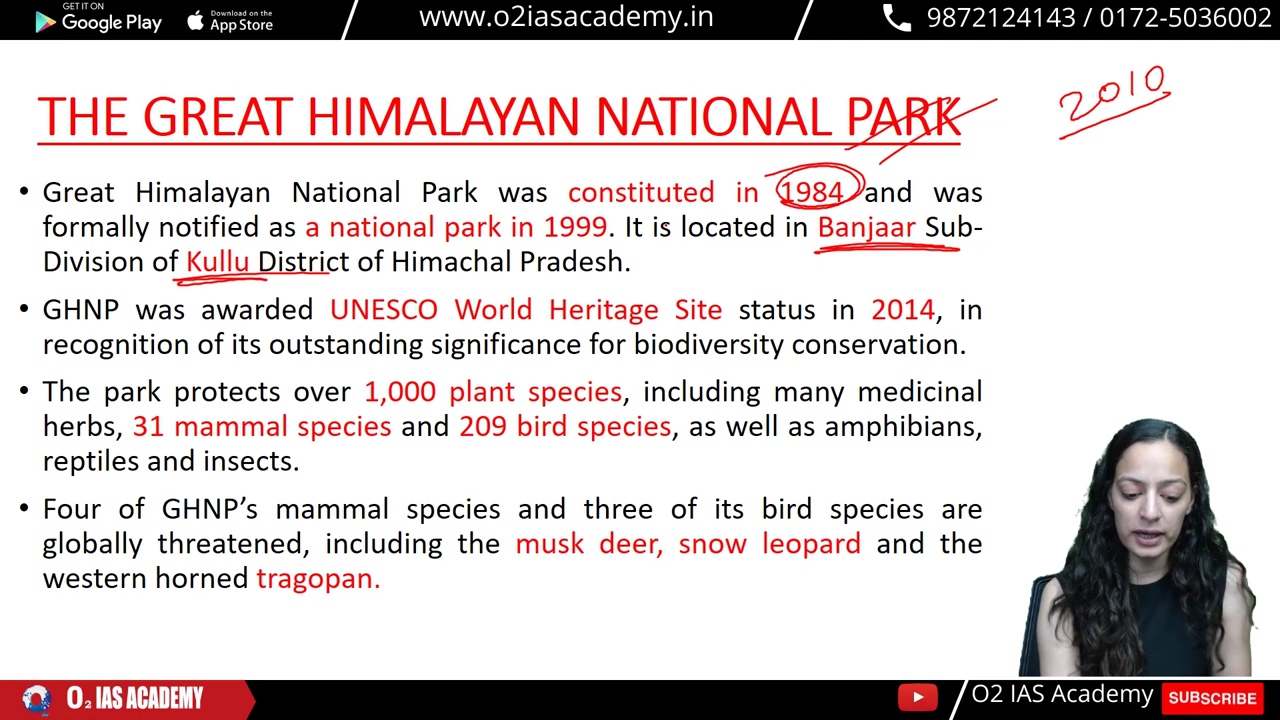 GET IT ON
Google Play
Download on the
App Store
www.o2iasacademy.in
9872124143 / 0172-5036002
2010
THE GREAT HIMALAYAN NATIONAL PARK
• Great Himalayan National Park was constituted in 1984 and was
formally notified as a national park in 1999. It is located in Banjaar Sub-
Division of Kullu District of Himachal Pradesh.
• GHNP was awarded UNESCO World Heritage Site status in 2014, in
recognition of its outstanding significance for biodiversity conservation.
• The park protects over 1,000 plant species, including many medicinal
herbs, 31 mammal species and 209 bird species, as well as amphibians,
reptiles and insects.
• Four of GHNP’s mammal species and three of its bird species are
globally threatened, including the musk deer, snow leopard and the
western horned tragopan.
O₂ IAS ACADEMY
O2 IAS Academy
SUBSCRIBE